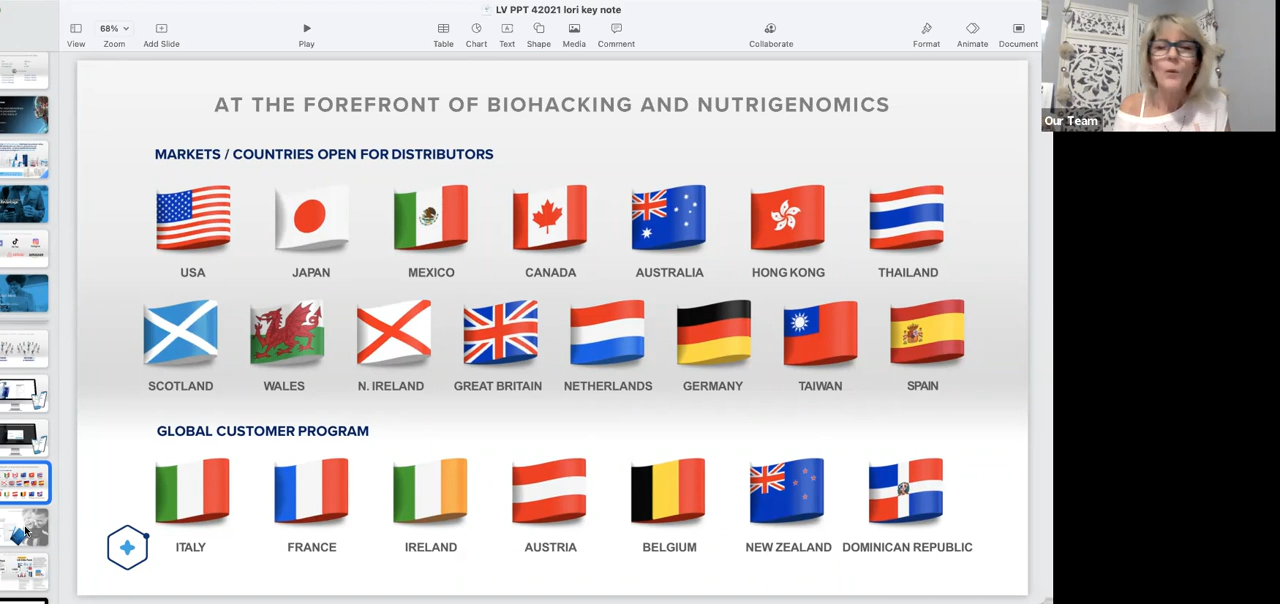 LV PPT 42021 lori key note
68%
View
Zoom
Add Slide
Play
Table
Chart
Text
Shape
Media
Comment
Collaborate
Format
Animate
Document
Our Team
AT THE FOREFRONT OF BIOHACKING AND NUTRIGENOMICS
MARKETS / COUNTRIES OPEN FOR DISTRIBUTORS
USA
JAPAN
MEXICO
CANADA
AUSTRALIA
HONG KONG
THAILAND
SCOTLAND
WALES
N. IRELAND
GREAT BRITAIN
NETHERLANDS
GERMANY
TAIWAN
SPAIN
GLOBAL CUSTOMER PROGRAM
ITALY
FRANCE
IRELAND
AUSTRIA
BELGIUM
NEW ZEALAND
DOMINICAN REPUBLIC